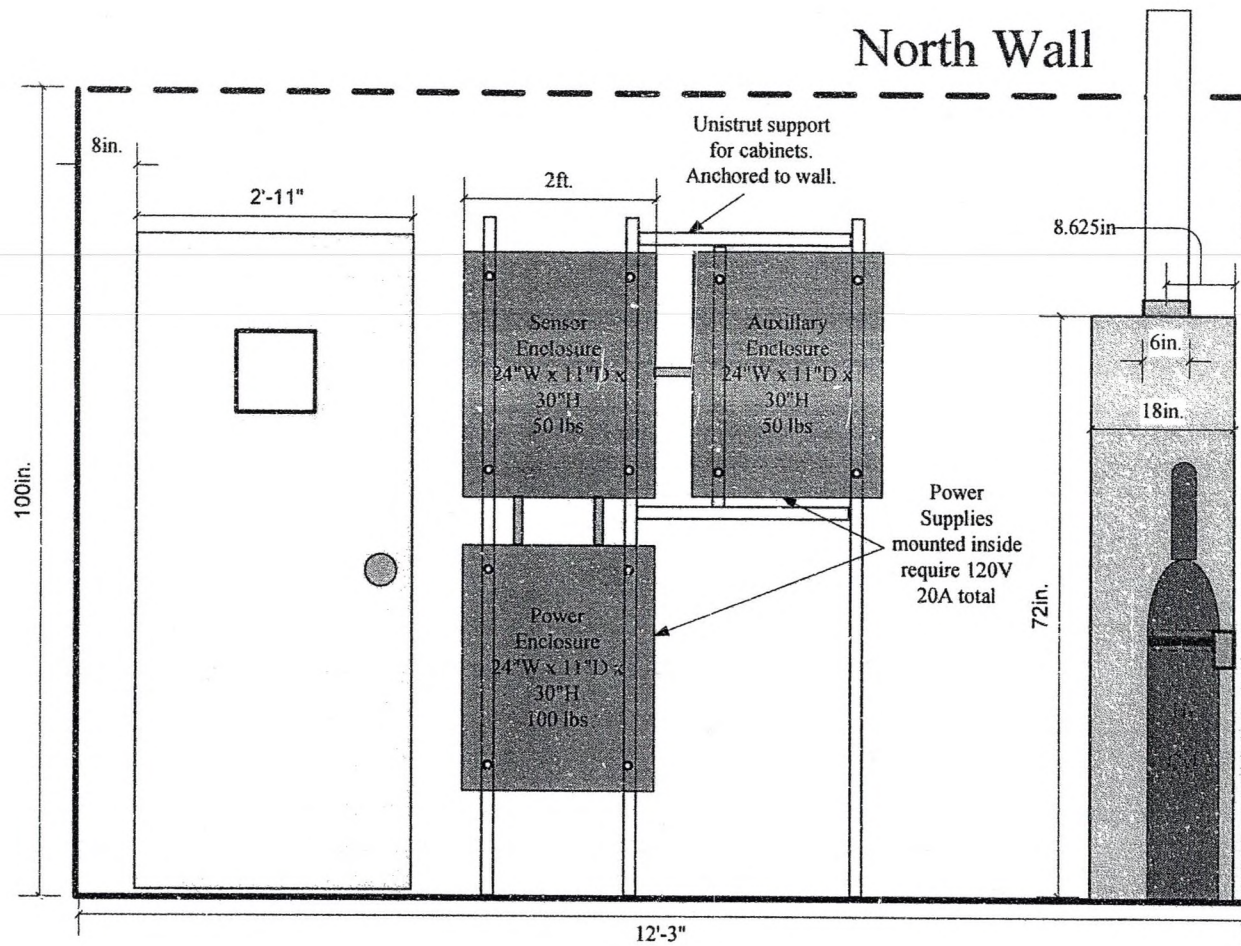 North Wall
8in.
2'-11"
2ft.
Unistrut support
for cabinets.
Anchored to wall.
8.625in
Sensor
Enclosure
24"W x 11"D x
30"H
50 lbs
Auxillary
Enclosure
24"W x 11"D x
30"H
50 lbs
6in.
18in.
100in.
Power
Supplies
mounted inside
require 120V
20A total
72in.
Power
Enclosure
24"W x 11"D x
30"H
100 lbs
12'-3"